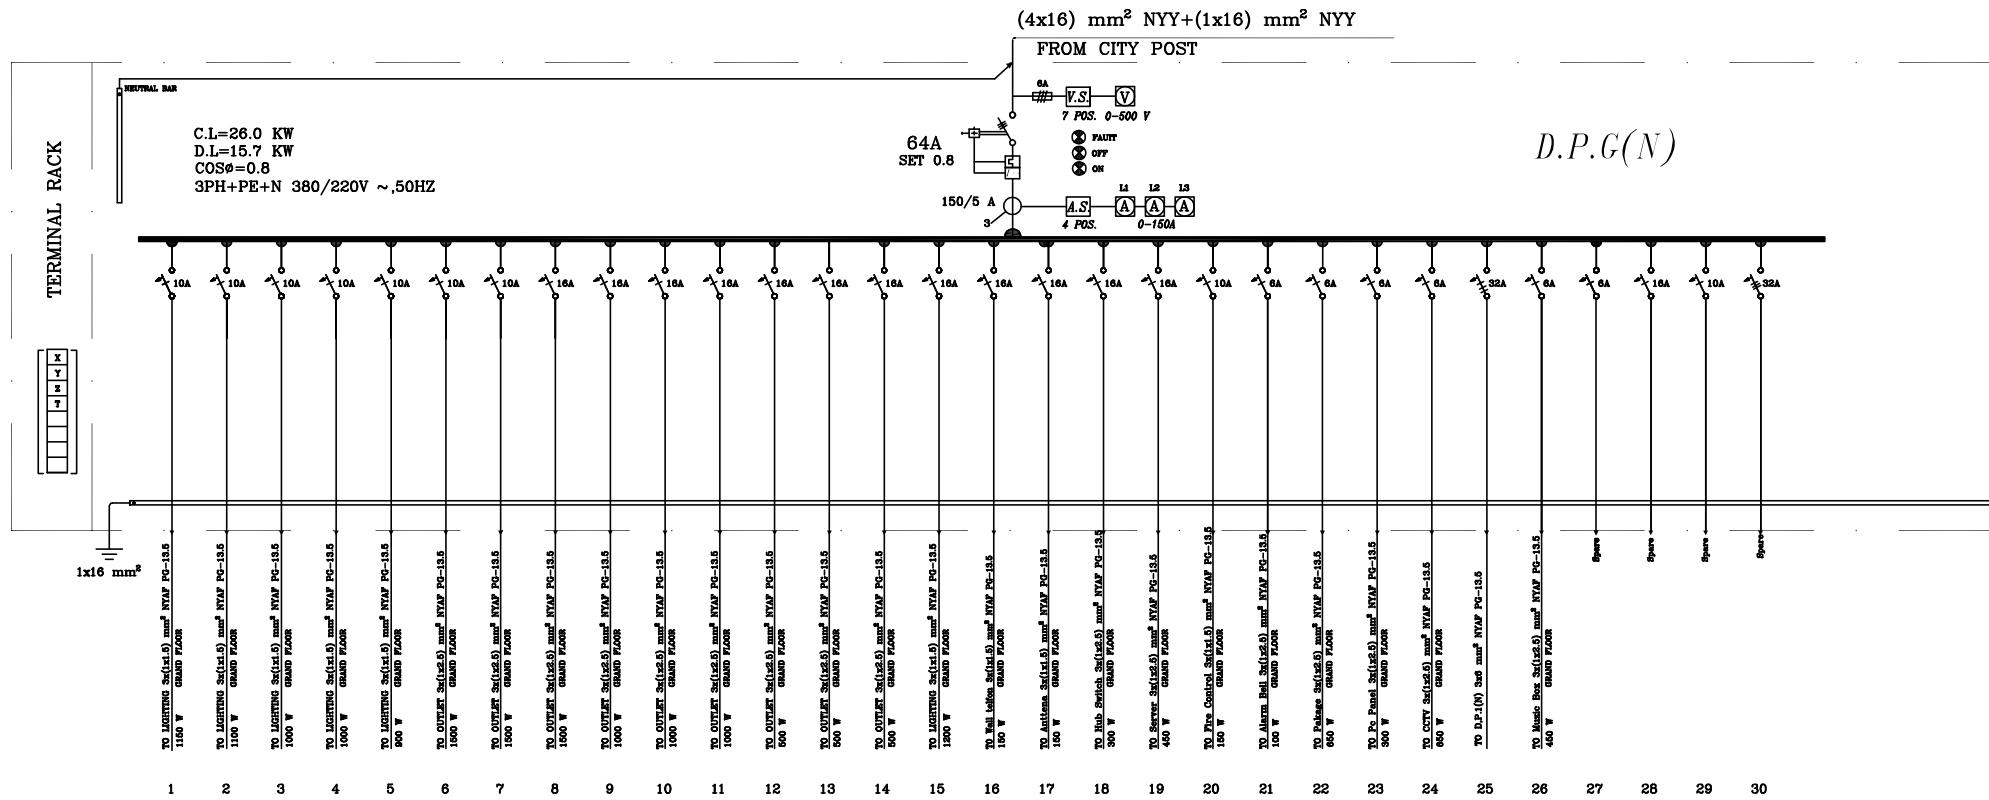 (4x16) mm² NYY+(1x16) mm² NYY
FROM CITY POST
NEUTRAL BAR
TERMINAL RACK
C.L=26.0 KW
D.L=15.7 KW
COSø=0.8
3PH+PE+N 380/220V ~,50HZ
6A
V.S.
V
7 POS. 0-500 V
64A
SET 0.8
FAUIT
OFF
ON
D.P.G(N)
150/5 A
3
A.S.
4 POS.
L1 L2 L3
A A A
0-150A
10A 10A 10A 10A 10A 10A 10A 16A 16A 16A 16A 16A 16A 16A 16A 16A 16A 16A 16A 10A 6A 6A 6A 6A 32A 6A 6A 16A 10A 32A
X
Y
Z
T
1x16 mm²
TO LIGHTING 3x(1x1.5) mm² NYAF PG-13.5
1150 W GRAND FLOOR
TO LIGHTING 3x(1x1.5) mm² NYAF PG-13.5
1100 W GRAND FLOOR
TO LIGHTING 3x(1x1.5) mm² NYAF PG-13.5
1000 W GRAND FLOOR
TO LIGHTING 3x(1x1.5) mm² NYAF PG-13.5
1000 W GRAND FLOOR
TO LIGHTING 3x(1x1.5) mm² NYAF PG-13.5
900 W GRAND FLOOR
TO OUTLET 3x(1x2.5) mm² NYAF PG-13.5
1500 W GRAND FLOOR
TO OUTLET 3x(1x2.5) mm² NYAF PG-13.5
1500 W GRAND FLOOR
TO OUTLET 3x(1x2.5) mm² NYAF PG-13.5
1500 W GRAND FLOOR
TO OUTLET 3x(1x2.5) mm² NYAF PG-13.5
1000 W GRAND FLOOR
TO OUTLET 3x(1x2.5) mm² NYAF PG-13.5
1000 W GRAND FLOOR
TO OUTLET 3x(1x2.5) mm² NYAF PG-13.5
1000 W GRAND FLOOR
TO OUTLET 3x(1x2.5) mm² NYAF PG-13.5
500 W GRAND FLOOR
TO OUTLET 3x(1x2.5) mm² NYAF PG-13.5
500 W GRAND FLOOR
TO OUTLET 3x(1x2.5) mm² NYAF PG-13.5
500 W GRAND FLOOR
TO LIGHTING 3x(1x1.5) mm² NYAF PG-13.5
1200 W GRAND FLOOR
TO Wall telfon 3x(1x1.5) mm² NYAF PG-13.5
150 W GRAND FLOOR
TO Anttena 3x(1x1.5) mm² NYAF PG-13.5
150 W GRAND FLOOR
TO Hub Switch 3x(1x2.5) mm² NYAF PG-13.5
300 W GRAND FLOOR
TO Server 3x(1x2.5) mm² NYAF PG-13.5
450 W GRAND FLOOR
TO Fire Control 3x(1x1.5) mm² NYAF PG-13.5
150 W GRAND FLOOR
TO Alarm Bell 3x(1x2.5) mm² NYAF PG-13.5
100 W GRAND FLOOR
TO Pakage 3x(1x2.5) mm² NYAF PG-13.5
650 W GRAND FLOOR
TO Pc Panel 3x(1x2.5) mm² NYAF PG-13.5
300 W GRAND FLOOR
TO CCTV 3x(1x2.5) mm² NYAF PG-13.5
650 W GRAND FLOOR
TO D.P.1(N) 3x6 mm² NYAF PG-13.5
TO Music Box 3x(1x2.5) mm² NYAF PG-13.5
450 W GRAND FLOOR
Spare
Spare
Spare
Spare
1 2 3 4 5 6 7 8 9 10 11 12 13 14 15 16 17 18 19 20 21 22 23 24 25 26 27 28 29 30